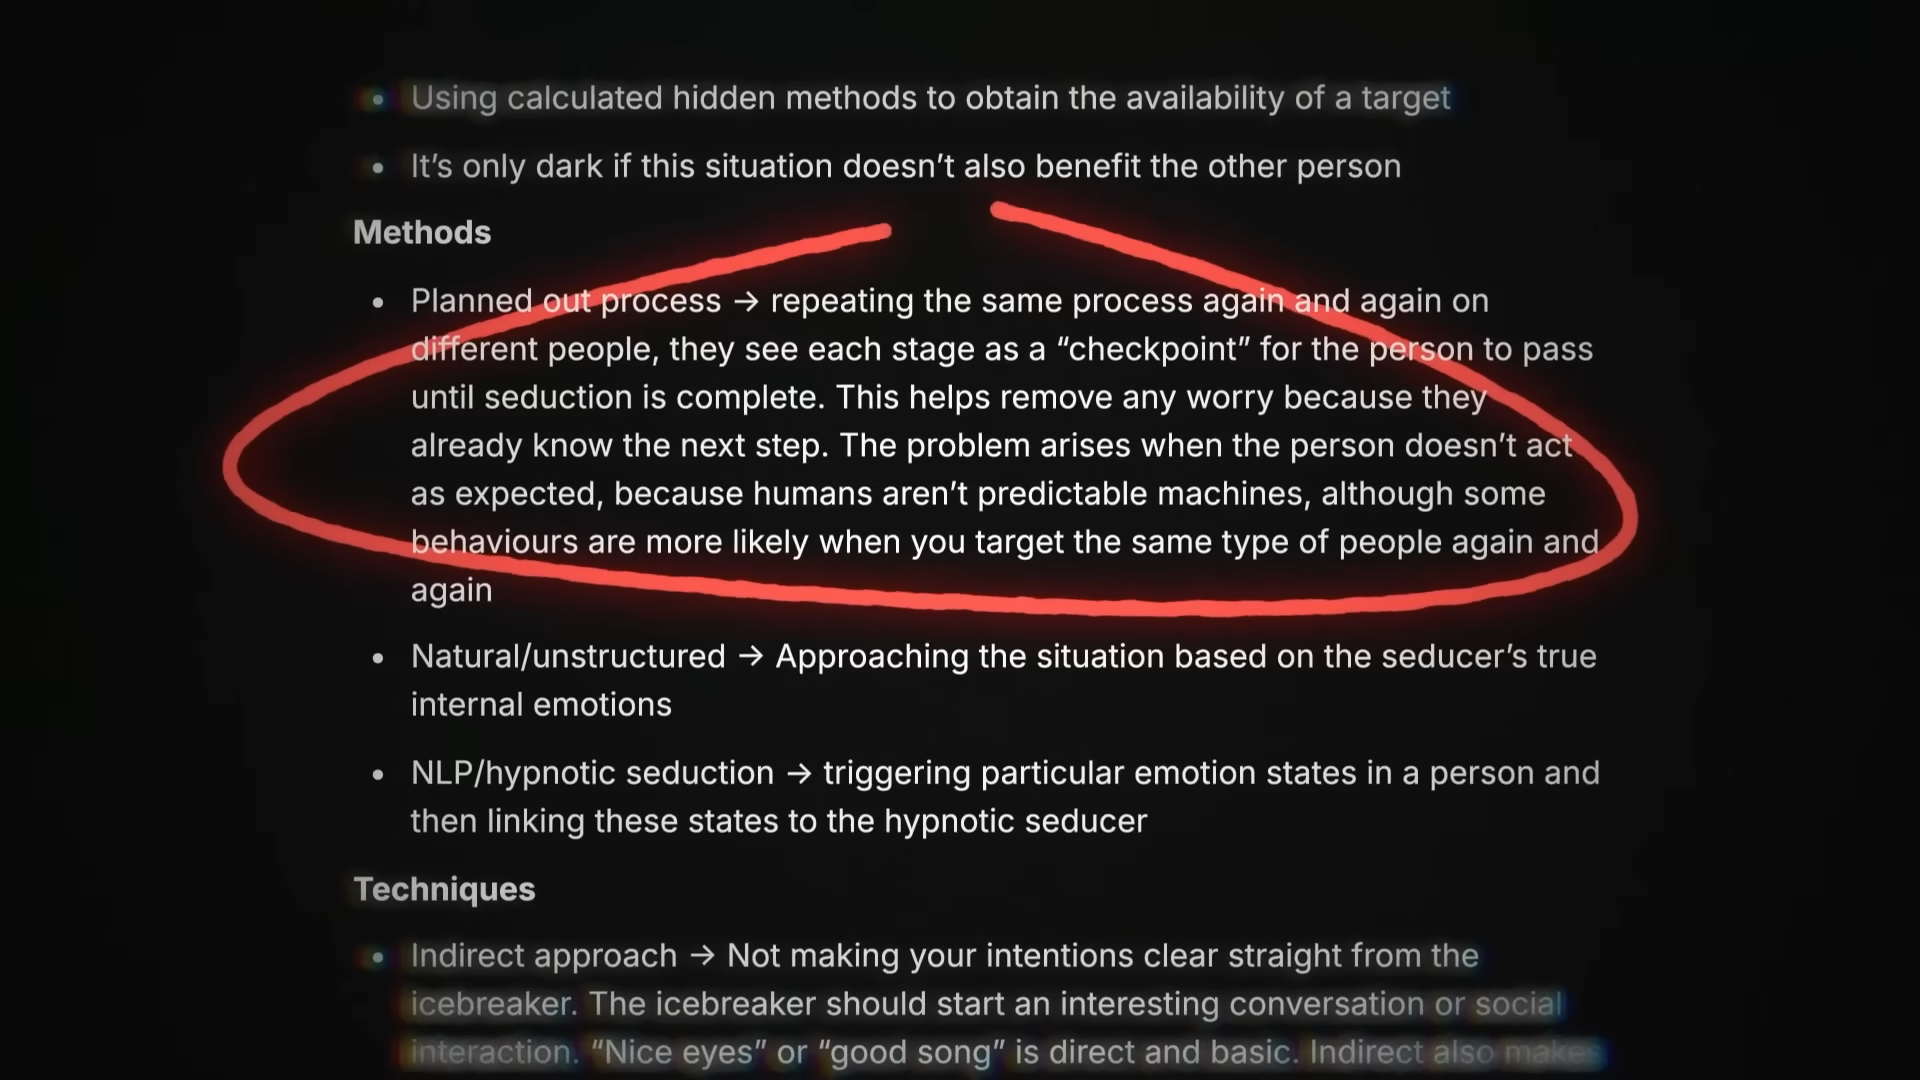 • Using calculated hidden methods to obtain the availability of a target
• It’s only dark if this situation doesn’t also benefit the other person
Methods
• Planned out process → repeating the same process again and again on
different people, they see each stage as a “checkpoint” for the person to pass
until seduction is complete. This helps remove any worry because they
already know the next step. The problem arises when the person doesn’t act
as expected, because humans aren’t predictable machines, although some
behaviours are more likely when you target the same type of people again and
again
• Natural/unstructured → Approaching the situation based on the seducer’s true
internal emotions
• NLP/hypnotic seduction → triggering particular emotion states in a person and
then linking these states to the hypnotic seducer
Techniques
• Indirect approach → Not making your intentions clear straight from the
icebreaker. The icebreaker should start an interesting conversation or social
interaction. “Nice eyes” or “good song” is direct and basic. Indirect also makes